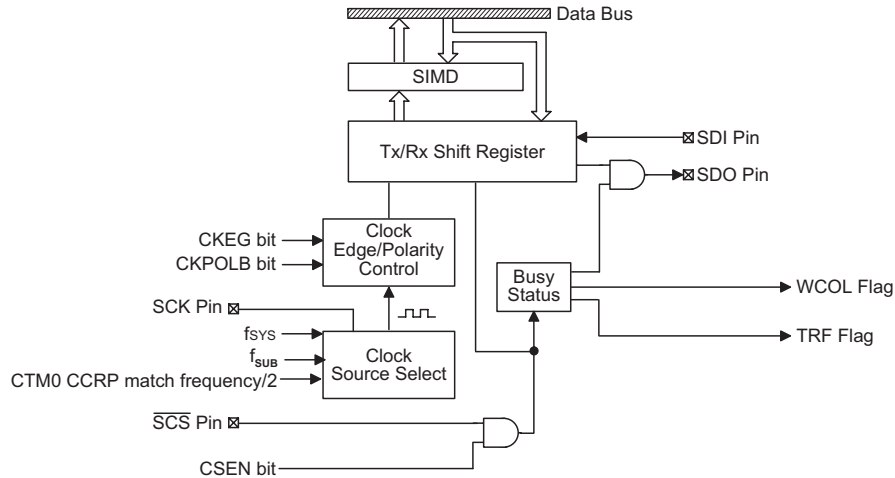 Data Bus
SIMD
Tx/Rx Shift Register
SDI Pin
SDO Pin
CKEG bit
CKPOLB bit
Clock
Edge/Polarity
Control
Busy
Status
WCOL Flag
TRF Flag
SCK Pin
fSYS
fSUB
CTM0 CCRP match frequency/2
Clock
Source Select
SCS Pin
CSEN bit